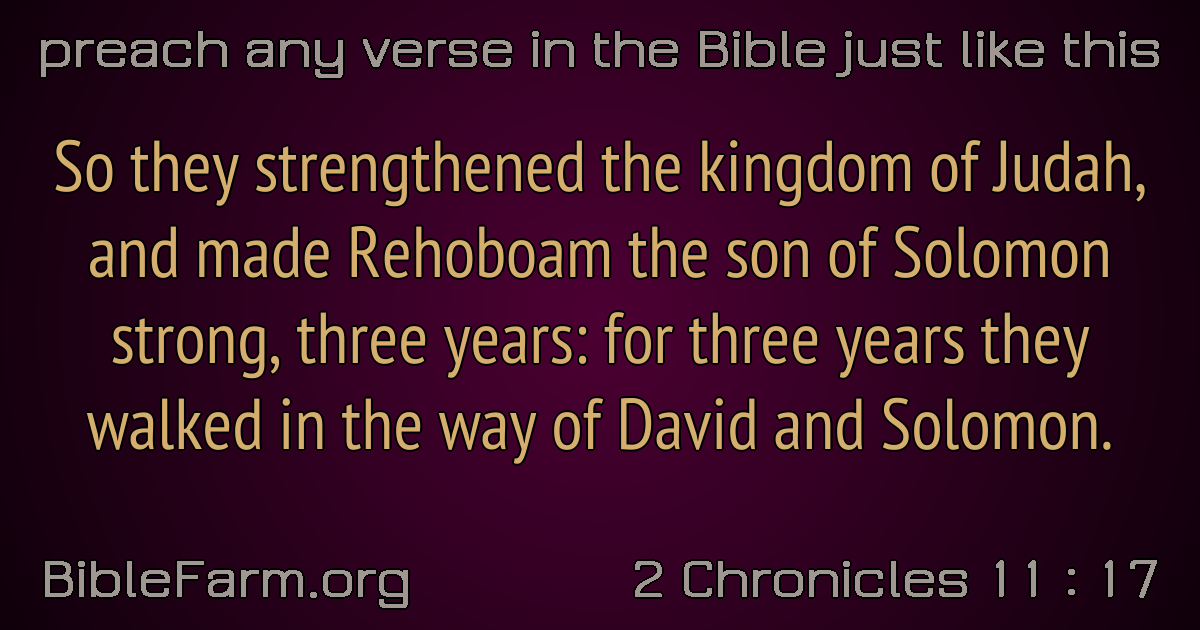 preach any verse in the Bible just like this
So they strengthened the kingdom of Judah,
and made Rehoboam the son of Solomon
strong, three years: for three years they
walked in the way of David and Solomon.
BibleFarm.org
2 Chronicles 11 : 17